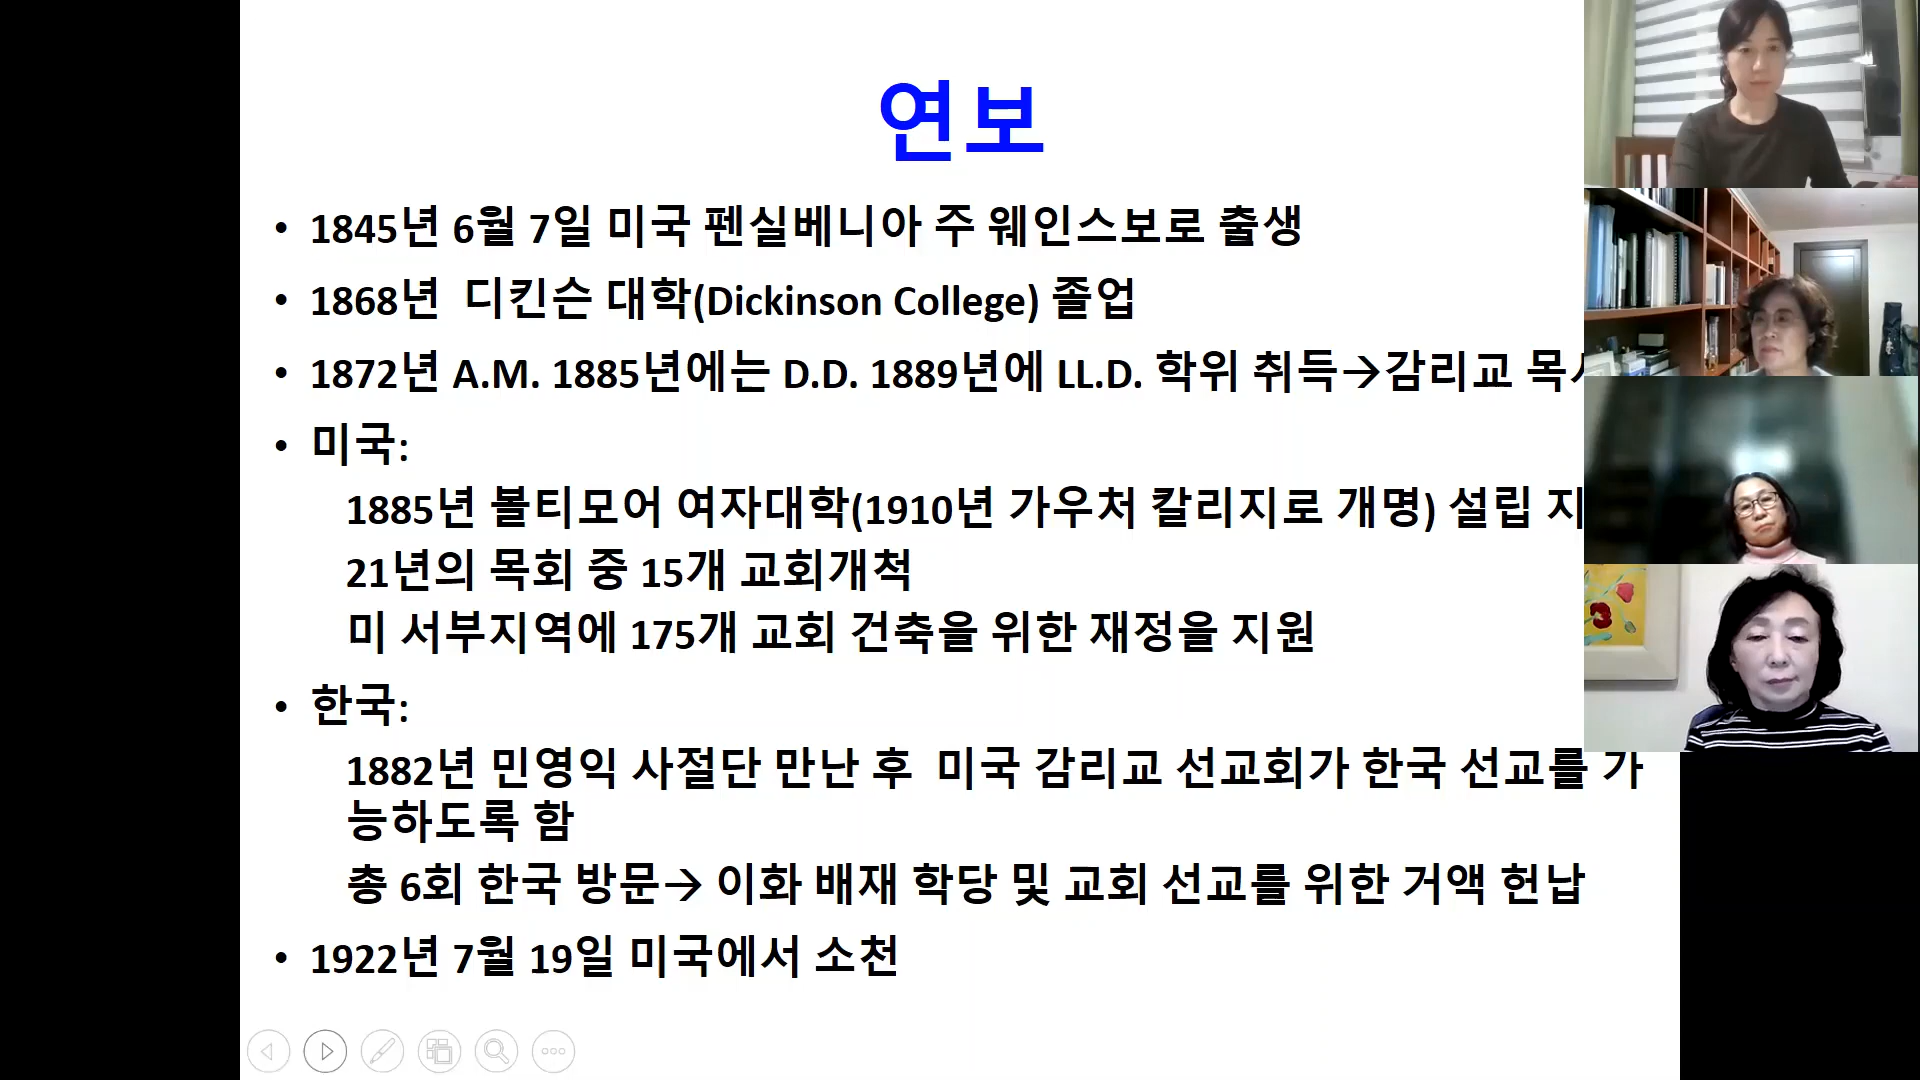 연보
• 1845년 6월 7일 미국 펜실베니아 주 웨인스보로 출생
• 1868년 디킨슨 대학(Dickinson College) 졸업
• 1872년 A.M. 1885년에는 D.D. 1889년에 LL.D. 학위 취득→감리교
• 미국:
1885년 볼티모어 여자대학(1910년 가우처 칼리지로 개명) 설립
21년의 목회 중 15개 교회개척
미 서부지역에 175개 교회 건축을 위한 재정을 지원
• 한국:
1882년 민영익 사절단 만난 후 미국 감리교 선교회가 한국 선교를 가
능하도록 함
총 6회 한국 방문→ 이화 배재 학당 및 교회 선교를 위한 거액 헌납
• 1922년 7월 19일 미국에서 소천